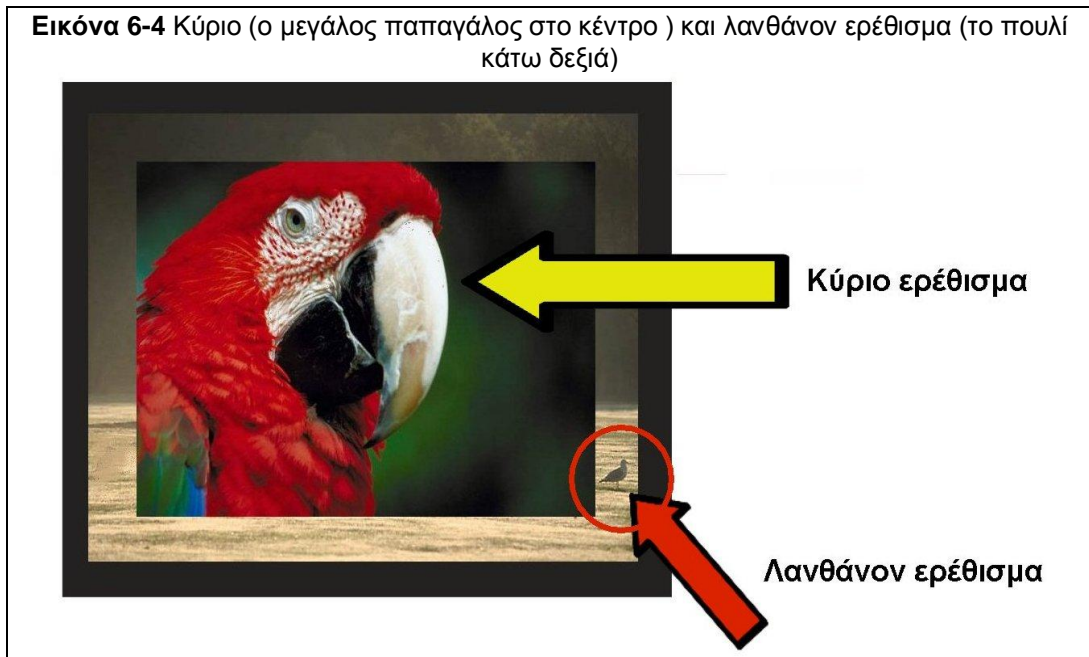 Εικόνα 6-4 Κύριο (ο μεγάλος παπαγάλος στο κέντρο ) και λανθάνον ερέθισμα (το πουλί
κάτω δεξιά)
Κύριο ερέθισμα
Λανθάνον ερέθισμα